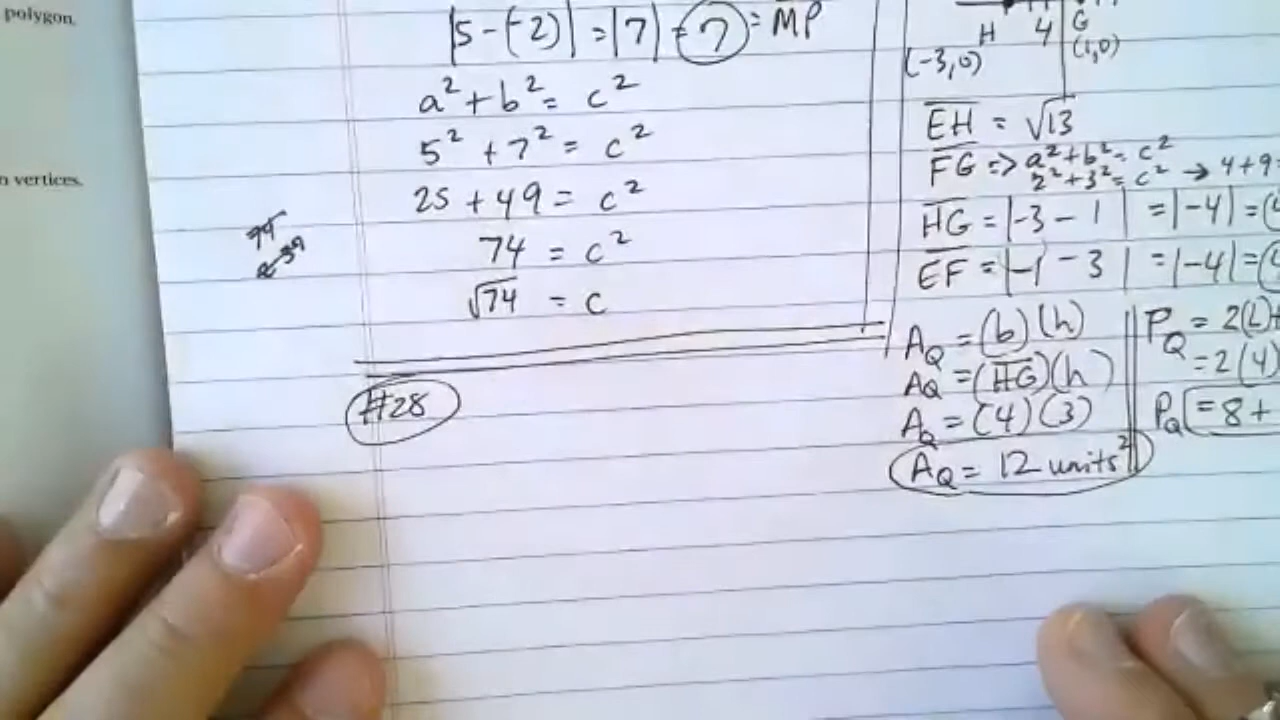 polygon.
n vertices.
|5-(-2)| = |7| = 7 = MP
a² + b² = c²
5² + 7² = c²
25 + 49 = c²
74 = c²
√74 = c
#28
H 4 G
(-3,0) (1,0)
EH = √13
FG => a² + b² = c²
2² + 3² = c² → 4+9=
HG = |-3 - 1| = |-4| =
EF = |-1 - 3| = |-4| =
A_Q = (b)(h)
A_Q = (HG)(h)
A_Q = (4)(3)
A_Q = 12 units²
P_Q = 2(L)+
= 2(4)
P_Q = 8 +